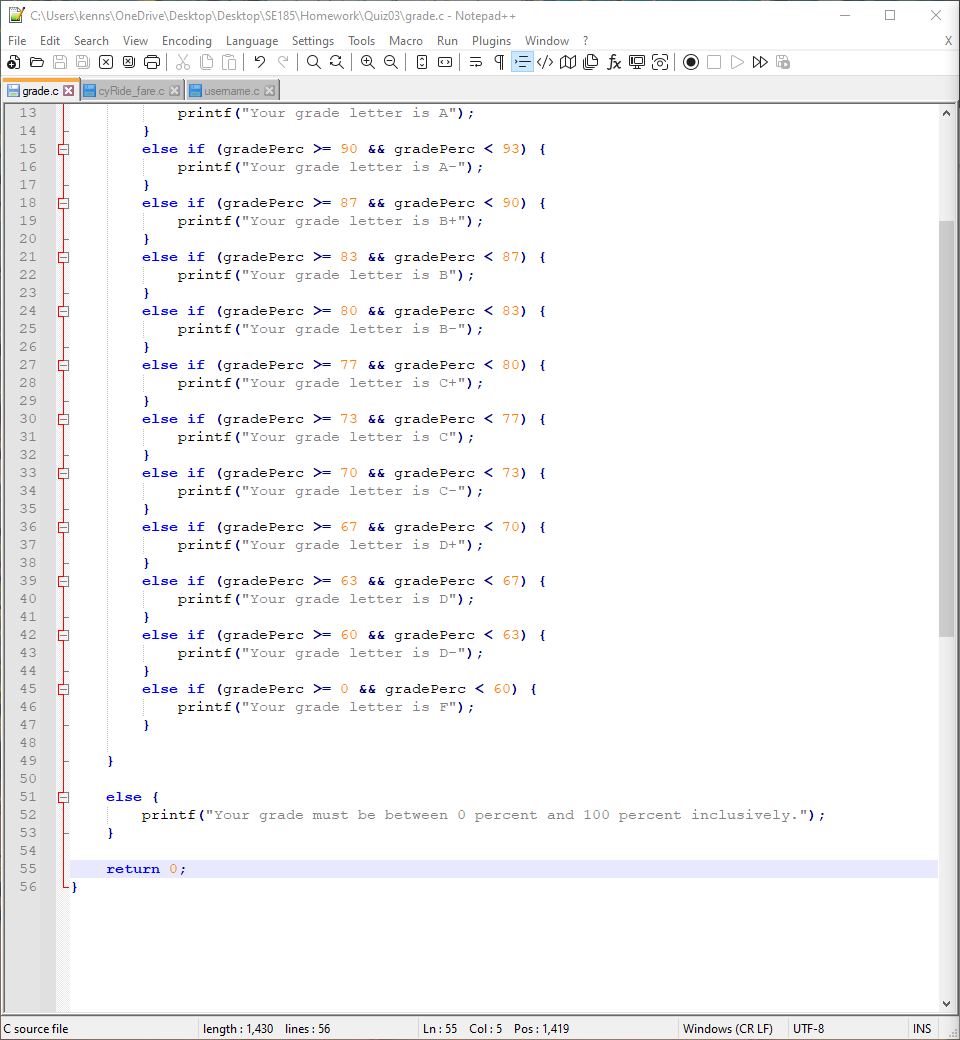 C:\Users\kenns\OneDrive\Desktop\Desktop\SE185\Homework\Quiz03\grade.c - Notepad++
File Edit Search View Encoding Language Settings Tools Macro Run Plugins Window ? X
grade.c cyRide_fare.c username.c
13 printf("Your grade letter is A");
14 }
15 else if (gradePerc >= 90 && gradePerc < 93) {
16 printf("Your grade letter is A-");
17 }
18 else if (gradePerc >= 87 && gradePerc < 90) {
19 printf("Your grade letter is B+");
20 }
21 else if (gradePerc >= 83 && gradePerc < 87) {
22 printf("Your grade letter is B");
23 }
24 else if (gradePerc >= 80 && gradePerc < 83) {
25 printf("Your grade letter is B-");
26 }
27 else if (gradePerc >= 77 && gradePerc < 80) {
28 printf("Your grade letter is C+");
29 }
30 else if (gradePerc >= 73 && gradePerc < 77) {
31 printf("Your grade letter is C");
32 }
33 else if (gradePerc >= 70 && gradePerc < 73) {
34 printf("Your grade letter is C-");
35 }
36 else if (gradePerc >= 67 && gradePerc < 70) {
37 printf("Your grade letter is D+");
38 }
39 else if (gradePerc >= 63 && gradePerc < 67) {
40 printf("Your grade letter is D");
41 }
42 else if (gradePerc >= 60 && gradePerc < 63) {
43 printf("Your grade letter is D-");
44 }
45 else if (gradePerc >= 0 && gradePerc < 60) {
46 printf("Your grade letter is F");
47 }
48
49 }
50
51 else {
52 printf("Your grade must be between 0 percent and 100 percent inclusively.");
53 }
54
55 return 0;
56 }
C source file length : 1,430 lines : 56 Ln : 55 Col : 5 Pos : 1,419 Windows (CR LF) UTF-8 INS